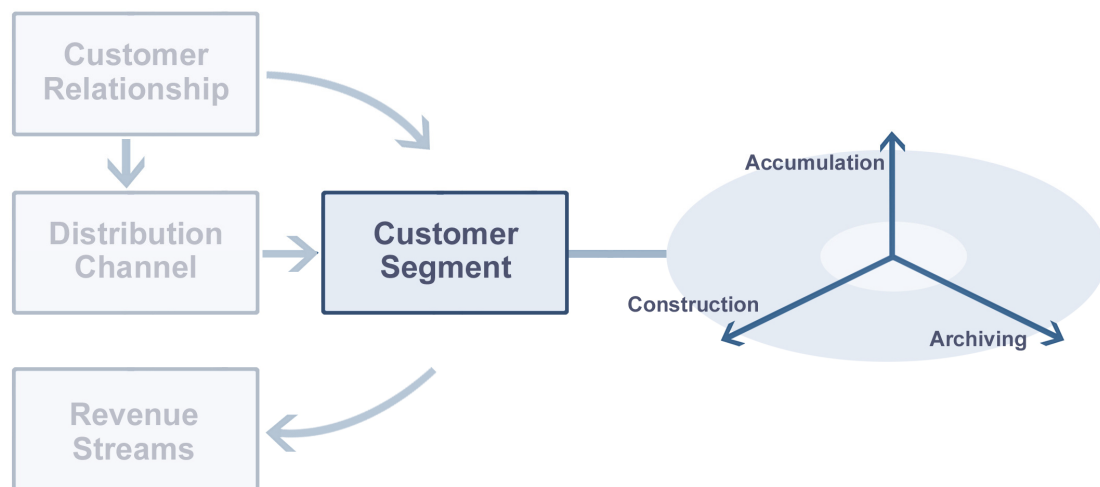 Customer
Relationship
Distribution
Channel
Customer
Segment
Revenue
Streams
Accumulation
Construction
Archiving